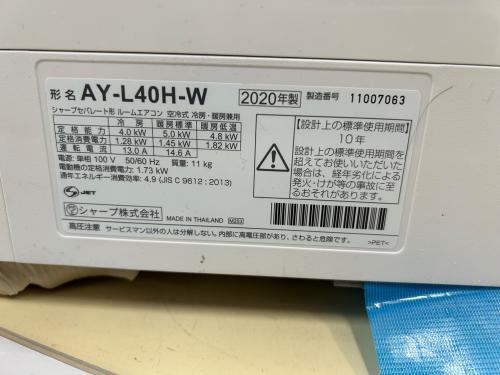 形名 AY-L40H-W 2020年製 製造番号 11007063
シャープセパレート形 ルームエアコン 空冷式 冷房・暖房兼用
冷房 暖房標準 暖房低温
定格能力 4.0 kW 5.0 kW 4.8 kW
定格消費電力 1.28 kW 1.45 kW 1.82 kW
運転電流 13.0 A 14.6 A
電源: 単相 100 V 50/60 Hz 質量: 11 kg
電動機の定格消費電力: 1.73 kW
通年エネルギー消費効率: 4.9 (JIS C 9612 : 2013)
S JET
シャープ株式会社
MADE IN THAILAND
高圧注意 サービスマン以外の人は分解しない。内部に高電圧部があり、さわると危険です。
【設計上の標準使用期間】
10年
設計上の標準使用期間を
超えてお使いいただいた
場合は、経年劣化による
発火・けが等の事故に至
るおそれがあります。
>PET<